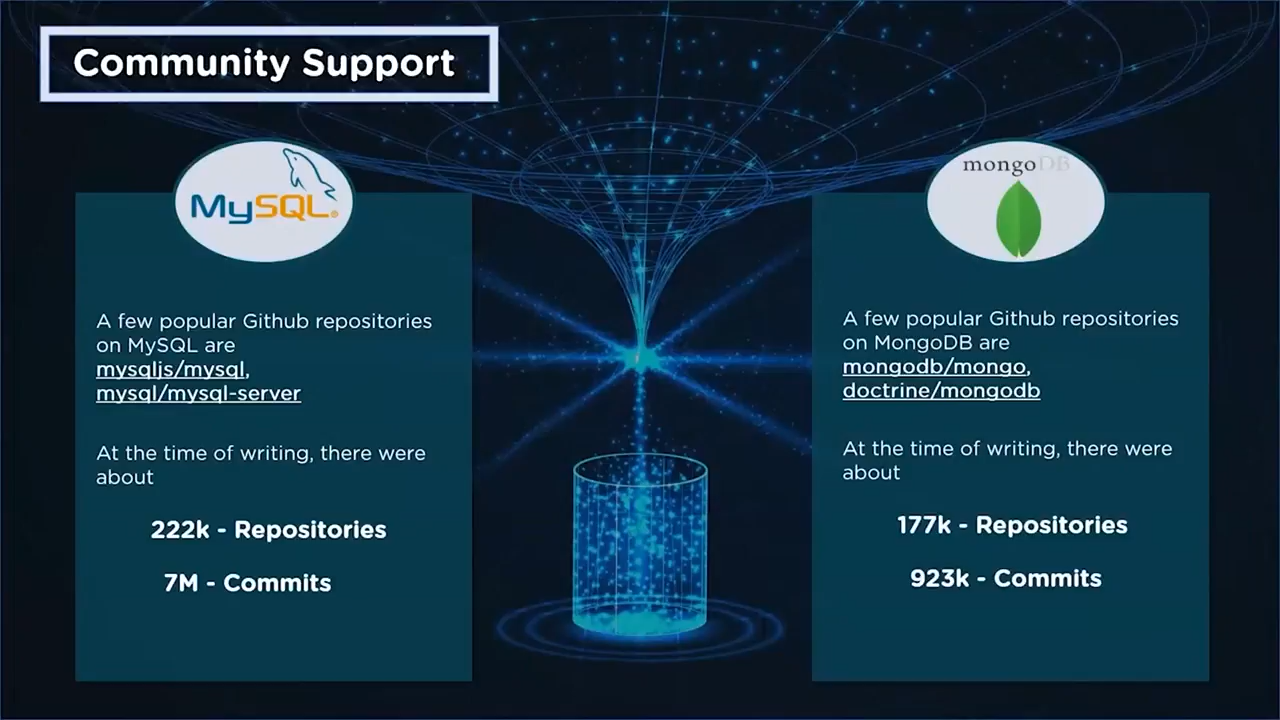 Community Support
MySQL®
A few popular Github repositories
on MySQL are
mysqljs/mysql,
mysql/mysql-server
At the time of writing, there were
about
222k - Repositories
7M - Commits
mongoDB
A few popular Github repositories
on MongoDB are
mongodb/mongo,
doctrine/mongodb
At the time of writing, there were
about
177k - Repositories
923k - Commits